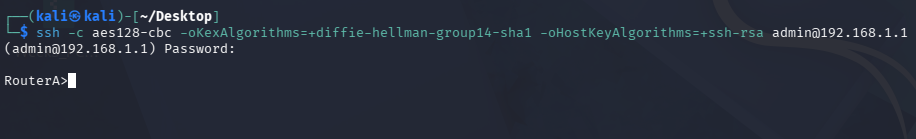 ┌──(kali㉿kali)-[~/Desktop]
└─$ ssh -c aes128-cbc -oKexAlgorithms=+diffie-hellman-group14-sha1 -oHostKeyAlgorithms=+ssh-rsa admin@192.168.1.1
(admin@192.168.1.1) Password:
RouterA>